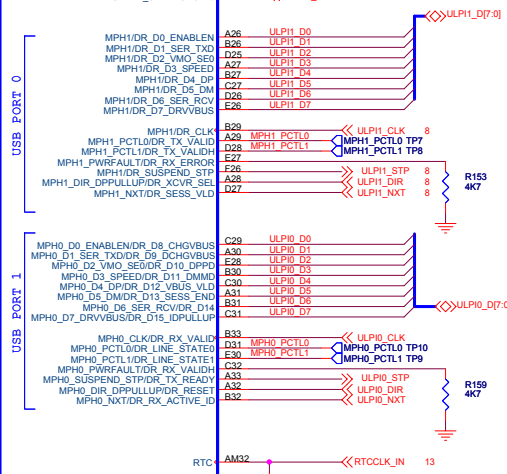 ULPI1_D[7:0]
MPH1/DR_D0_ENABLEN A26 ULPI1_D0
MPH1/DR_D1_SER_TXD B26 ULPI1_D1
MPH1/DR_D2_VMO_SE0 D25 ULPI1_D2
MPH1/DR_D3_SPEED A27 ULPI1_D3
MPH1/DR_D4_DP B27 ULPI1_D4
MPH1/DR_D5_DM C27 ULPI1_D5
MPH1/DR_D6_SER_RCV D26 ULPI1_D6
MPH1/DR_D7_DRVVBUS E26 ULPI1_D7
USB PORT 0
MPH1/DR_CLK B29 ULPI1_CLK 8
MPH1_PCTL0/DR_TX_VALID A29 MPH1_PCTL0 MPH1_PCTL0 TP7
MPH1_PCTL1/DR_TX_VALIDH D28 MPH1_PCTL1 MPH1_PCTL1 TP8
MPH1_PWRFAULT/DR_RX_ERROR E27
MPH1/DR_SUSPEND_STP F26 ULPI1_STP 8
MPH1_DIR_DPPULLUP/DR_XCVR_SEL A28 ULPI1_DIR 8
MPH1_NXT/DR_SESS_VLD D27 ULPI1_NXT 8
R153
4K7
MPH0_D0_ENABLEN/DR_D8_CHGVBUS C29 ULPI0_D0
MPH0_D1_SER_TXD/DR_D9_DCHGVBUS A30 ULPI0_D1
MPH0_D2_VMO_SE0/DR_D10_DPPD E28 ULPI0_D2
MPH0_D3_SPEED/DR_D11_DMMD B30 ULPI0_D3
MPH0_D4_DP/DR_D12_VBUS_VLD C30 ULPI0_D4
MPH0_D5_DM/DR_D13_SESS_END A31 ULPI0_D5
MPH0_D6_SER_RCV/DR_D14 B31 ULPI0_D6
MPH0_D7_DRVVBUS/DR_D15_IDPULLUP C31 ULPI0_D7
ULPI0_D[7:0]
USB PORT 1
MPH0_CLK/DR_RX_VALID B33 ULPI0_CLK
MPH0_PCTL0/DR_LINE_STATE0 D31 MPH0_PCTL0 MPH0_PCTL0 TP10
MPH0_PCTL1/DR_LINE_STATE1 E30 MPH0_PCTL1 MPH0_PCTL1 TP9
MPH0_PWRFAULT/DR_RX_VALIDH C32
MPH0_SUSPEND_STP/DR_TX_READY A33 ULPI0_STP
MPH0_DIR_DPPULLUP/DR_RESET A32 ULPI0_DIR
MPH0_NXT/DR_RX_ACTIVE_ID B32 ULPI0_NXT
R159
4K7
RTC AM32 RTCCLK_IN 13